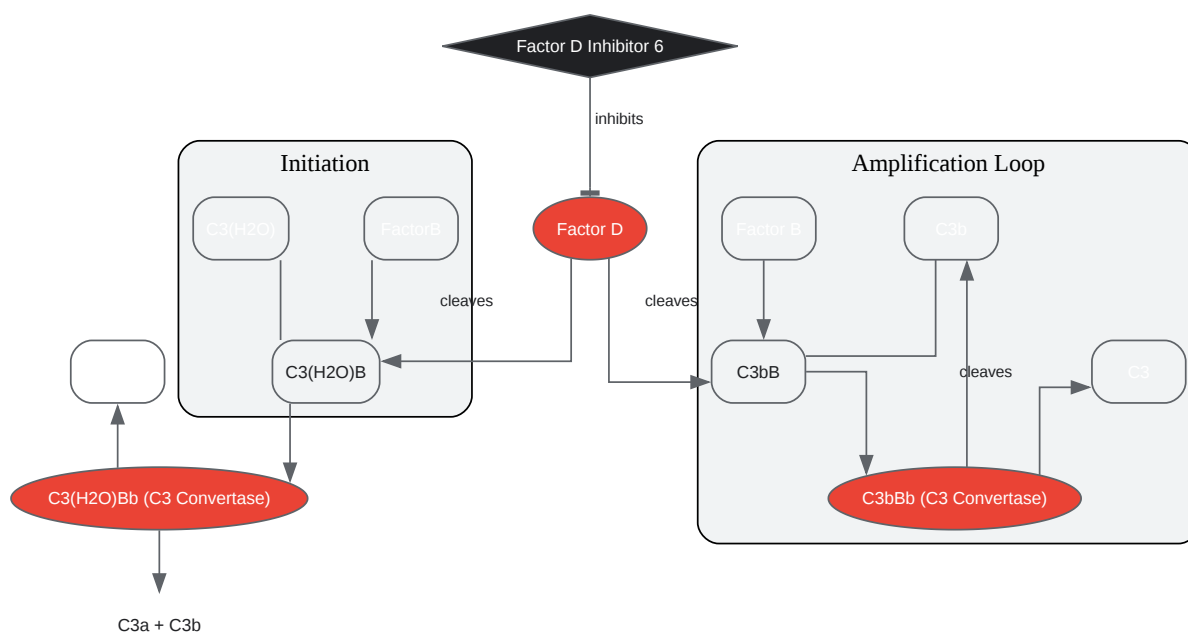 Factor D Inhibitor 6
inhibits
Initiation
Amplification Loop
C3(H2O)
FactorB
Factor D
Factor B
C3b
cleaves
cleaves
C3(H2O)B
C3bB
cleaves
C3
C3(H2O)Bb (C3 Convertase)
C3bBb (C3 Convertase)
C3a + C3b